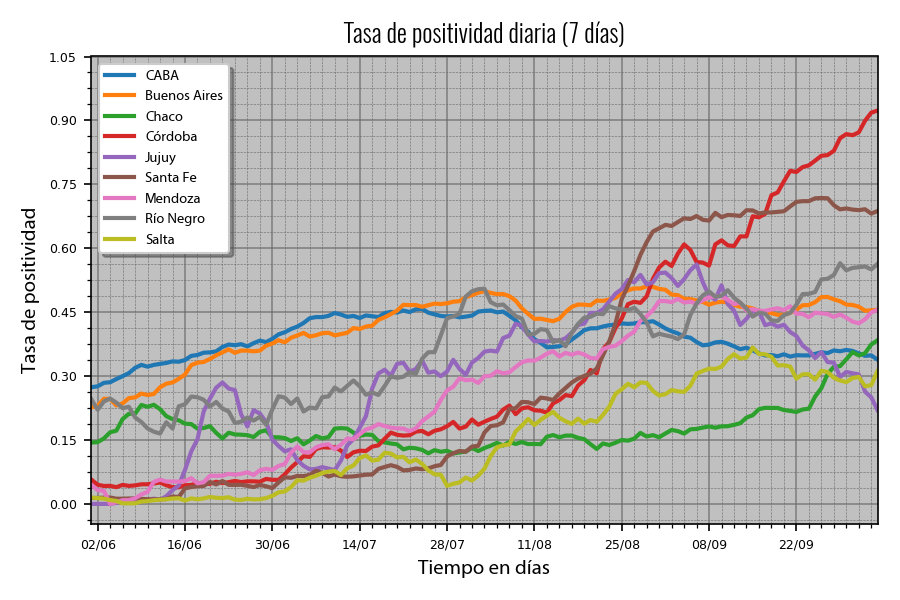 Tasa de positividad diaria (7 días)
1.05
0.90
0.75
0.60
0.45
0.30
0.15
0.00
Tasa de positividad
CABA
Buenos Aires
Chaco
Córdoba
Jujuy
Santa Fe
Mendoza
Río Negro
Salta
02/06 16/06 30/06 14/07 28/07 11/08 25/08 08/09 22/09
Tiempo en días